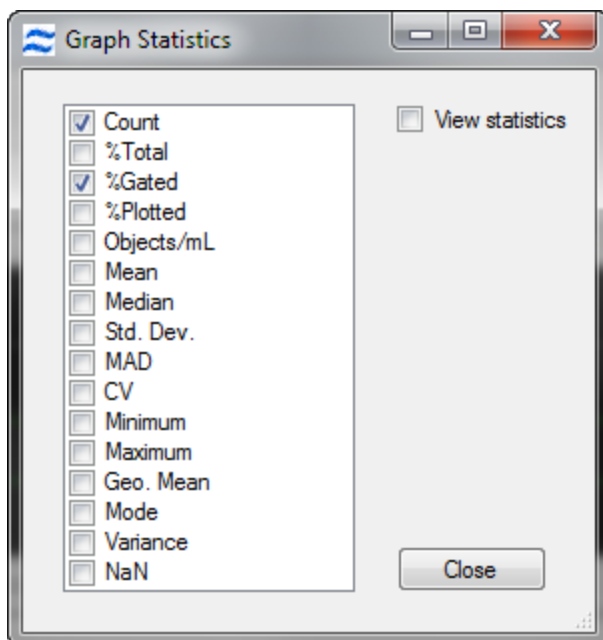 Graph Statistics
Count
View statistics
%Total
%Gated
%Plotted
Objects/mL
Mean
Median
Std. Dev.
MAD
CV
Minimum
Maximum
Geo. Mean
Mode
Variance
NaN
Close